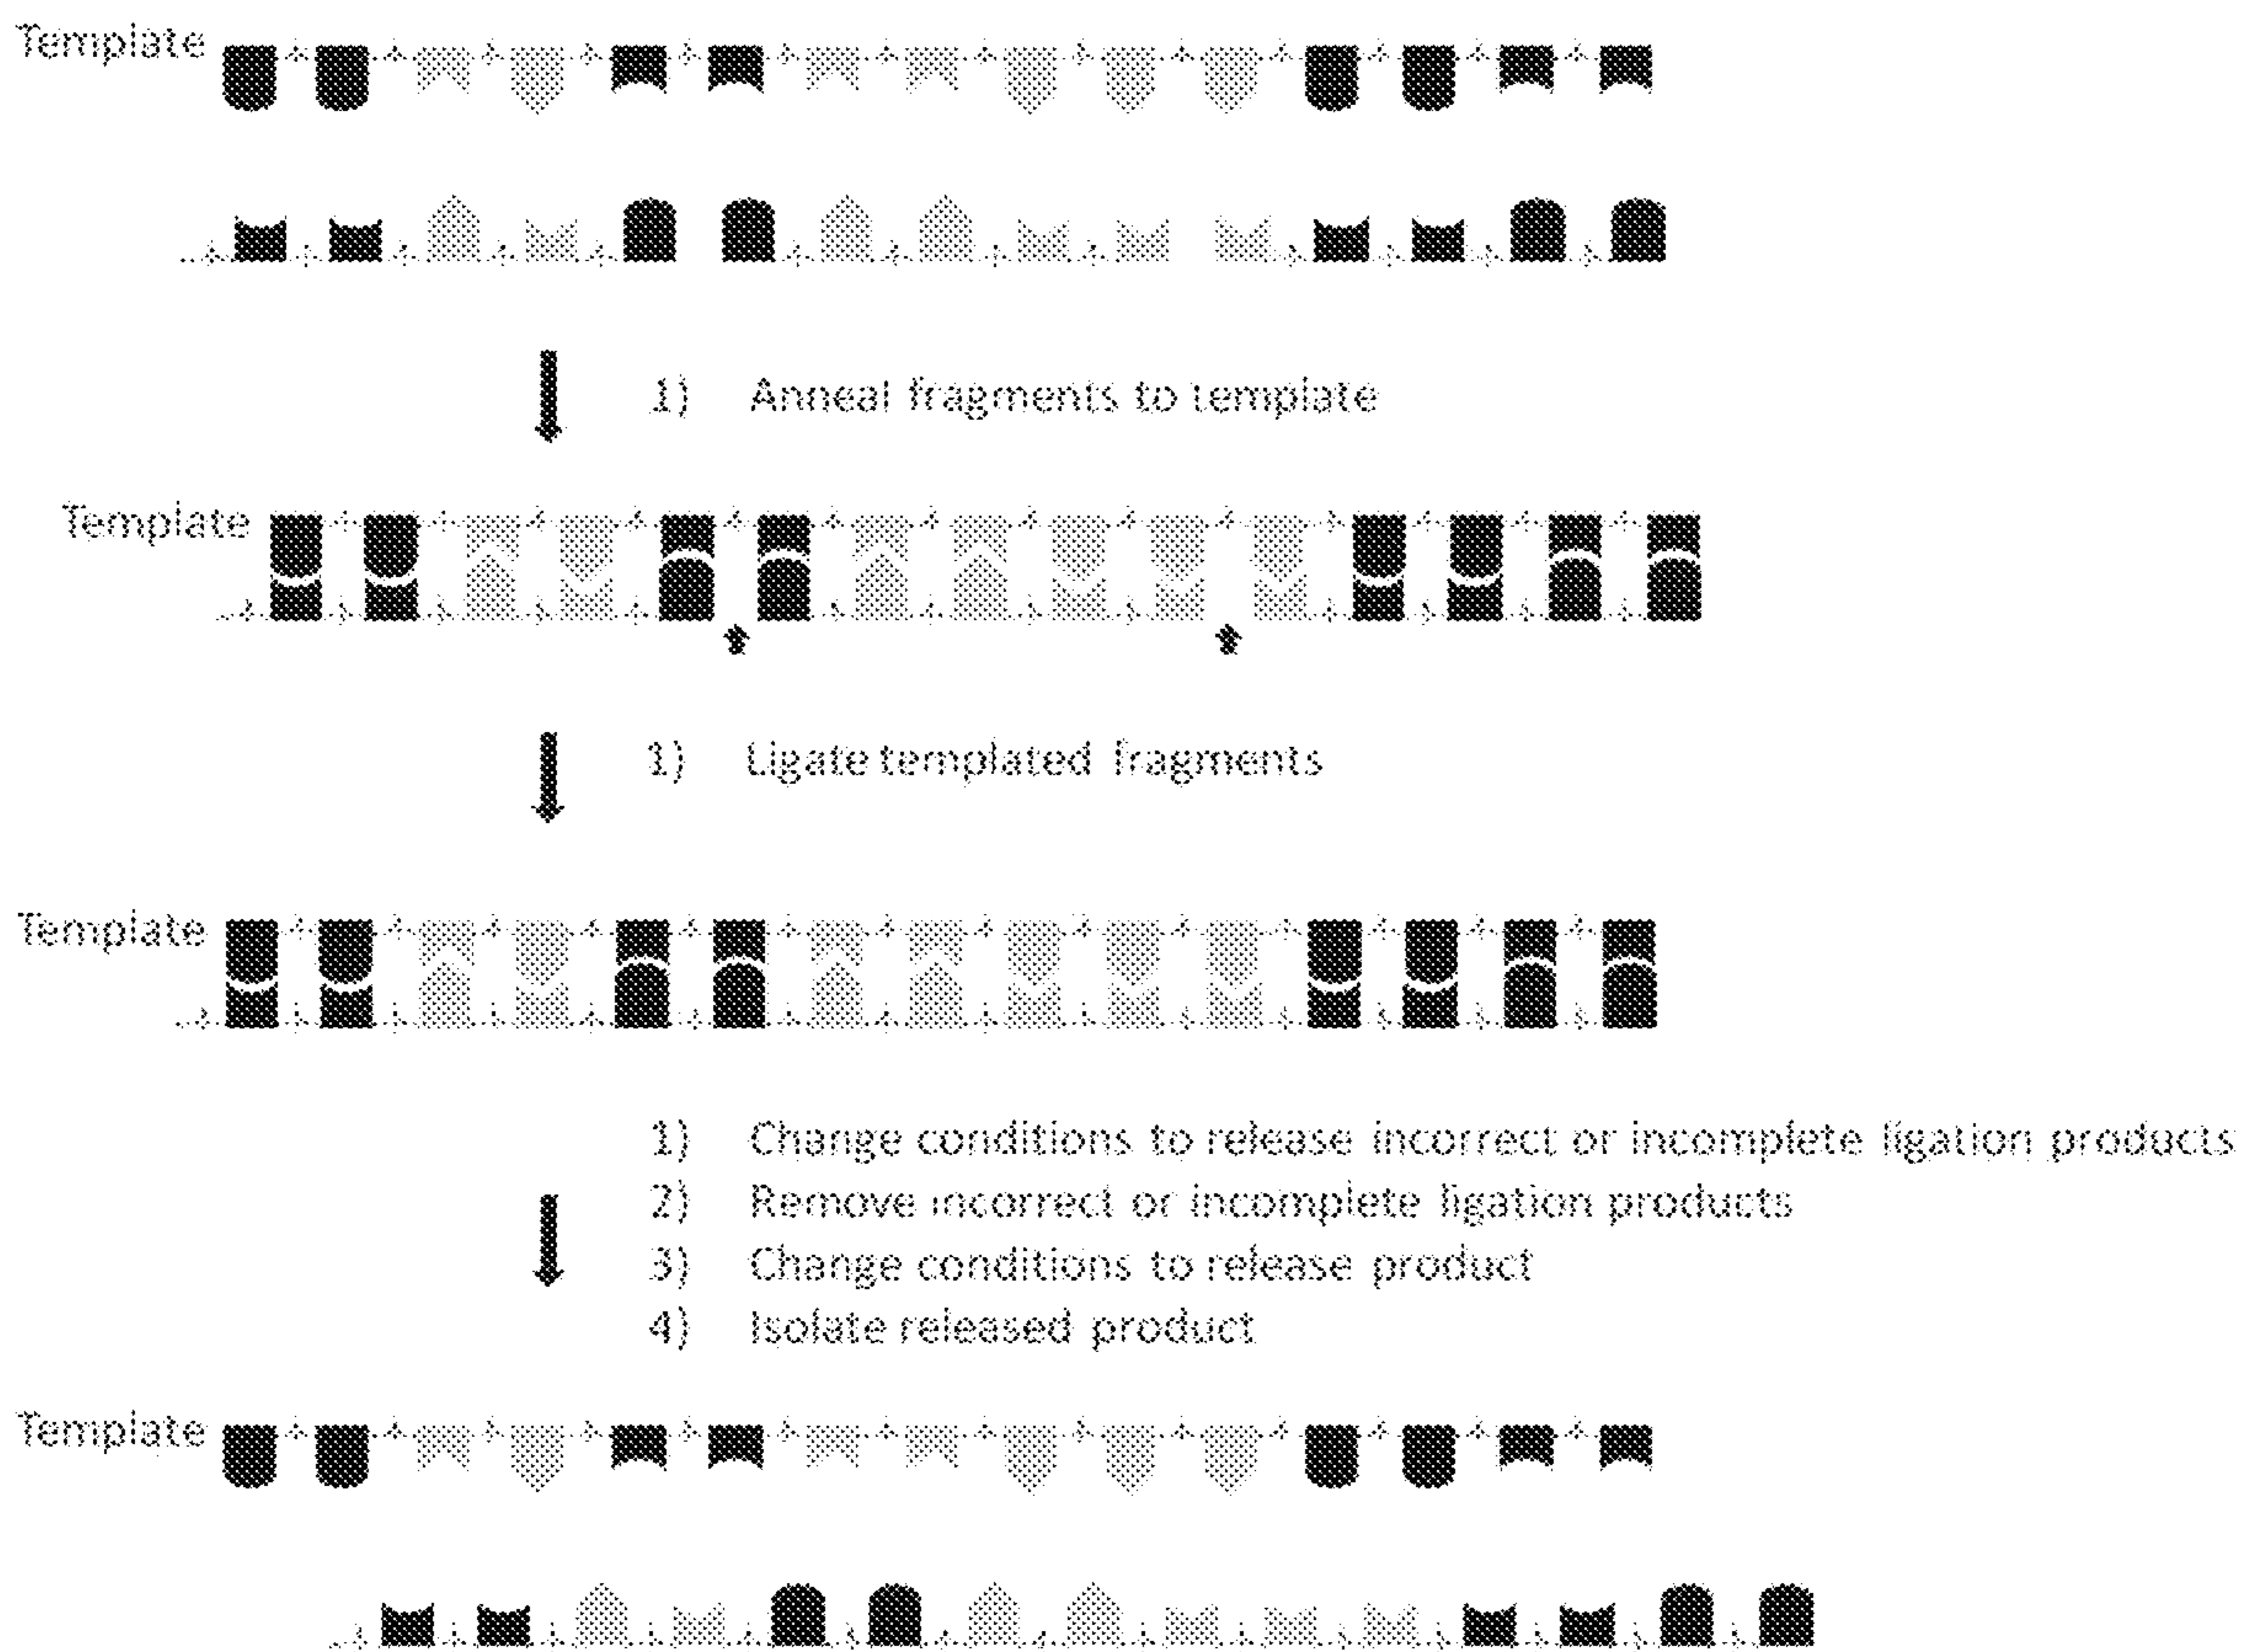 Template
1) Anneal fragments to template
Template
1) Ligate templated fragments
Template
1) Change conditions to release incorrect or incomplete ligation products
2) Remove incorrect or incomplete ligation products
3) Change conditions to release product
4) Isolate released product
Template